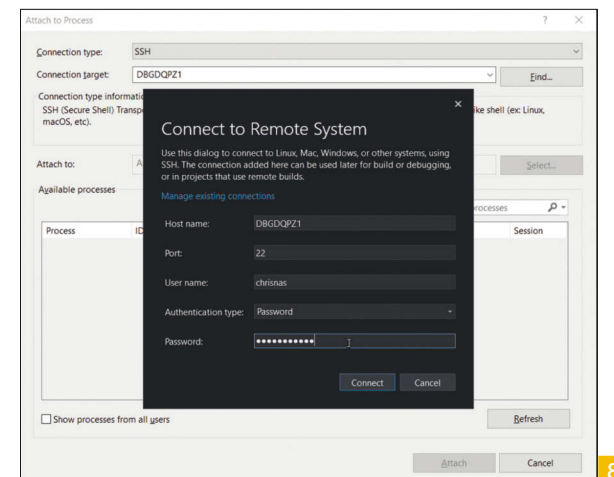 Attach to Process
Connection type: SSH
Connection target: DBGDQPZ1 Find...
Connection type informatio
SSH (Secure Shell) Transp ike shell (ex: Linux,
macOS, etc).
Attach to: A Select...
Available processes
rocesses
Process ID Session
Connect to Remote System
Use this dialog to connect to Linux, Mac, Windows, or other systems, using
SSH. The connection added here can be used later for build or debugging,
or in projects that use remote builds.
Manage existing connections
Host name: DBGDQPZ1
Port: 22
User name: chrisnas
Authentication type: Password
Password:
Connect Cancel
Show processes from all users Refresh
Attach Cancel
8